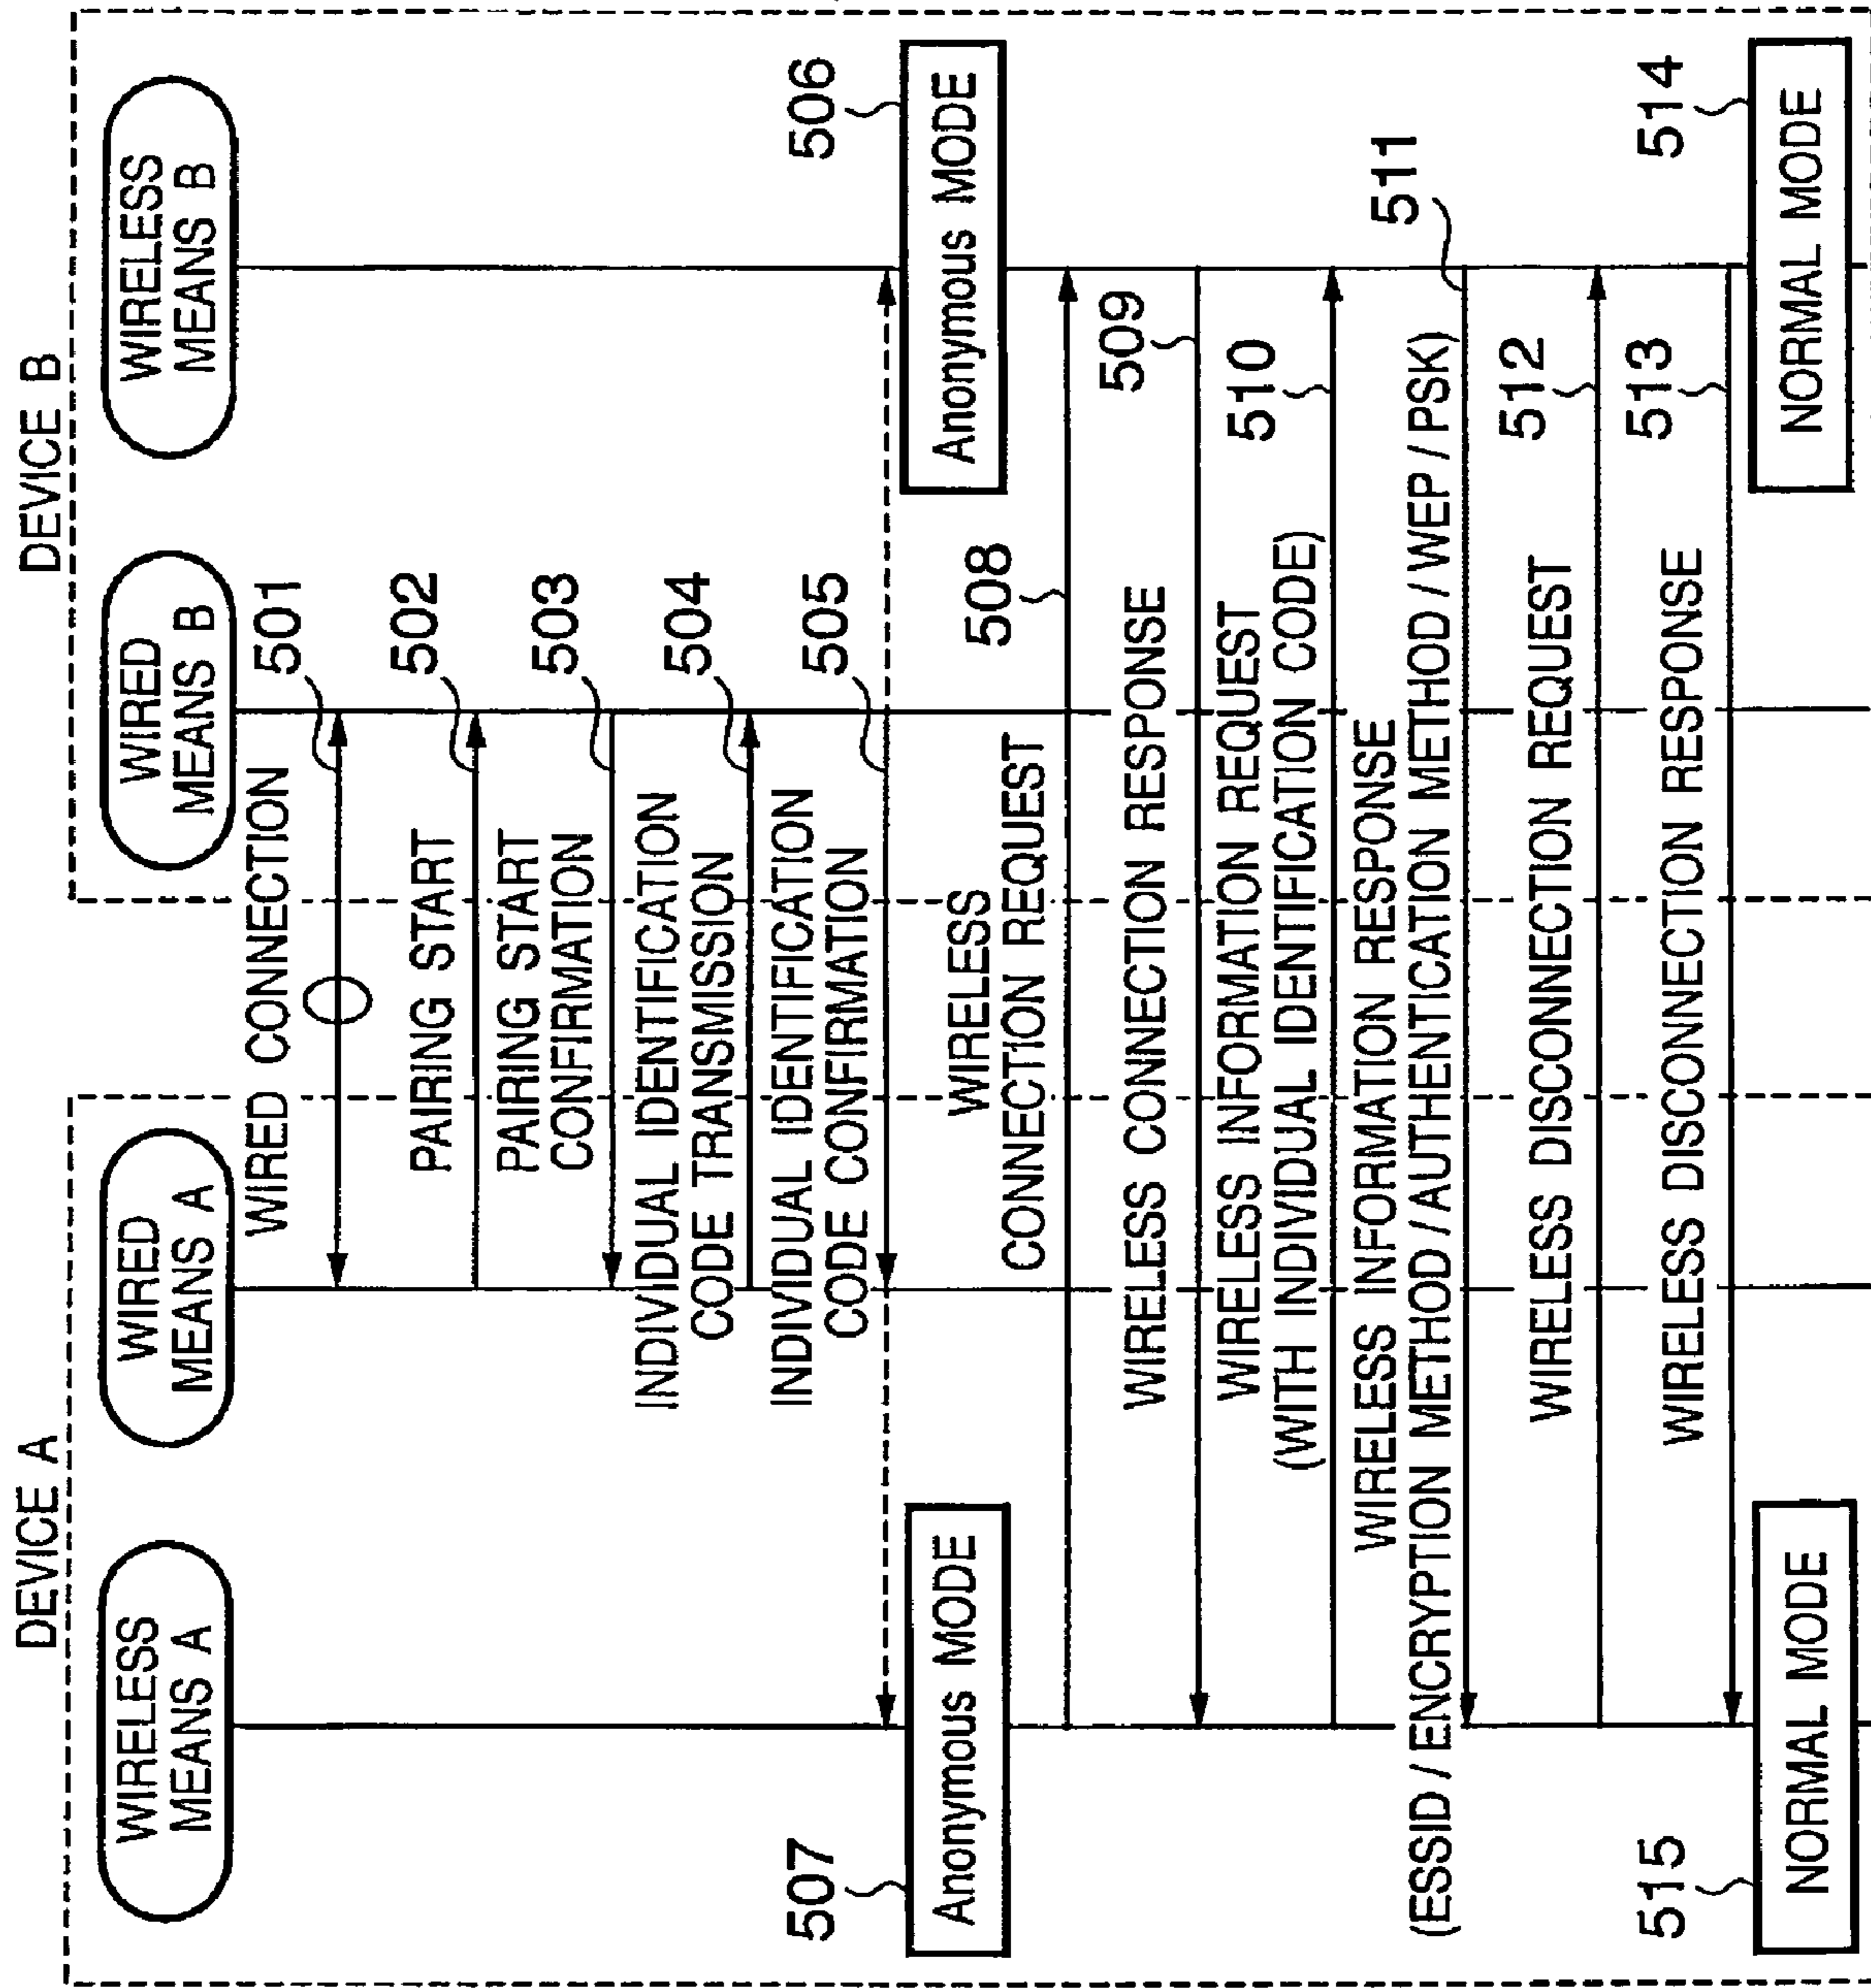 DEVICE A
DEVICE B
WIRELESS
MEANS A
WIRED
MEANS A
WIRED
MEANS B
WIRELESS
MEANS B
WIRED CONNECTION
501
PAIRING START
502
PAIRING START
CONFIRMATION
503
INDIVIDUAL IDENTIFICATION
CODE TRANSMISSION
504
INDIVIDUAL IDENTIFICATION
CODE CONFIRMATION
505
507
Anonymous MODE
506
Anonymous MODE
WIRELESS
CONNECTION REQUEST
508
WIRELESS CONNECTION RESPONSE
509
WIRELESS INFORMATION REQUEST
(WITH INDIVIDUAL IDENTIFICATION CODE)
510
WIRELESS INFORMATION RESPONSE
(ESSID / ENCRYPTION METHOD / AUTHENTICATION METHOD / WEP / PSK)
511
WIRELESS DISCONNECTION REQUEST
512
WIRELESS DISCONNECTION RESPONSE
513
515
NORMAL MODE
514
NORMAL MODE